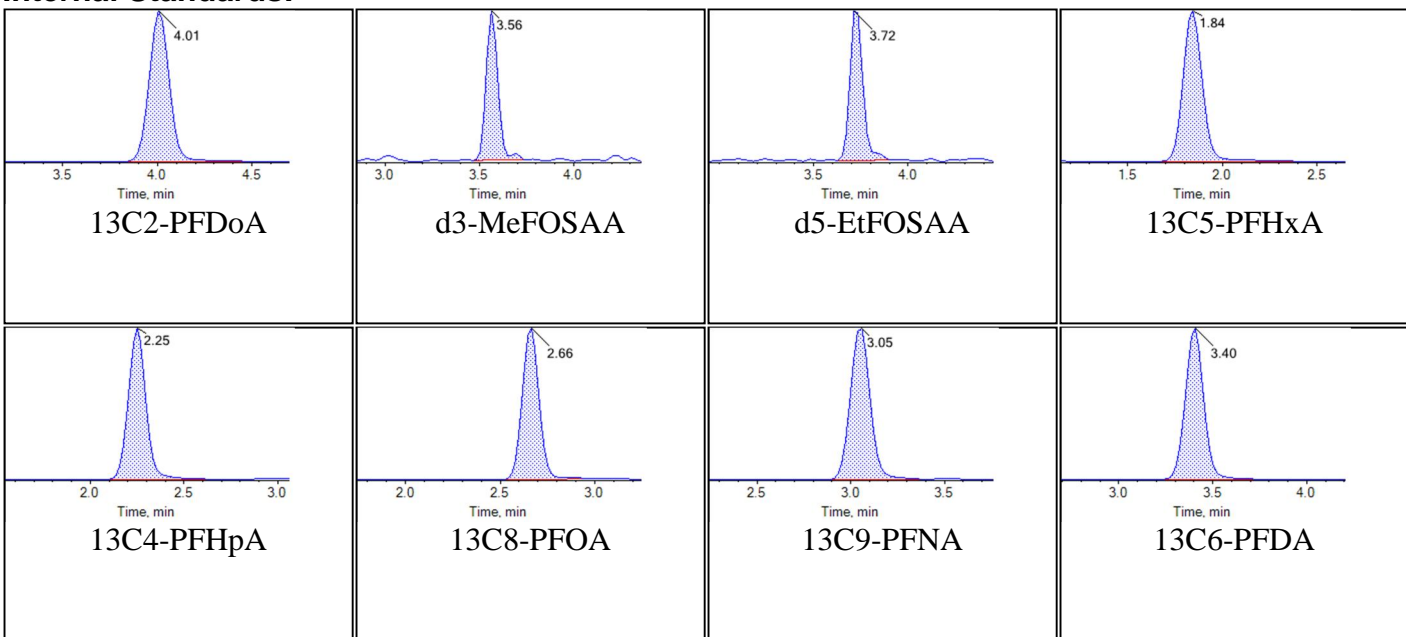 Internal Standards:
4.01
3.5 4.0 4.5
Time, min
13C2-PFDoA
3.56
3.0 3.5 4.0
Time, min
d3-MeFOSAA
3.72
3.5 4.0
Time, min
d5-EtFOSAA
1.84
1.5 2.0 2.5
Time, min
13C5-PFHxA
2.25
2.0 2.5 3.0
Time, min
13C4-PFHpA
2.66
2.0 2.5 3.0
Time, min
13C8-PFOA
3.05
2.5 3.0 3.5
Time, min
13C9-PFNA
3.40
3.0 3.5 4.0
Time, min
13C6-PFDA